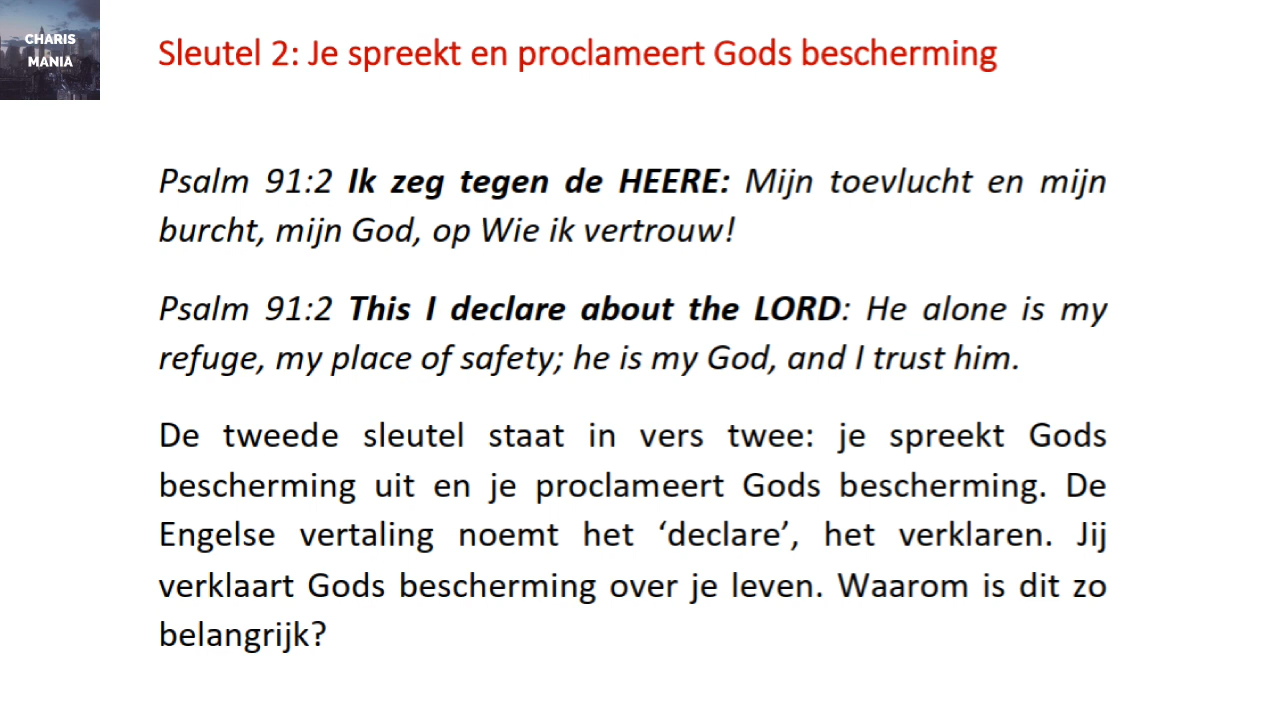 CHARIS
MANIA
Sleutel 2: Je spreekt en proclameert Gods bescherming
Psalm 91:2 Ik zeg tegen de HEERE: Mijn toevlucht en mijn
burcht, mijn God, op Wie ik vertrouw!
Psalm 91:2 This I declare about the LORD: He alone is my
refuge, my place of safety; he is my God, and I trust him.
De tweede sleutel staat in vers twee: je spreekt Gods
bescherming uit en je proclameert Gods bescherming. De
Engelse vertaling noemt het ‘declare’, het verklaren. Jij
verklaart Gods bescherming over je leven. Waarom is dit zo
belangrijk?